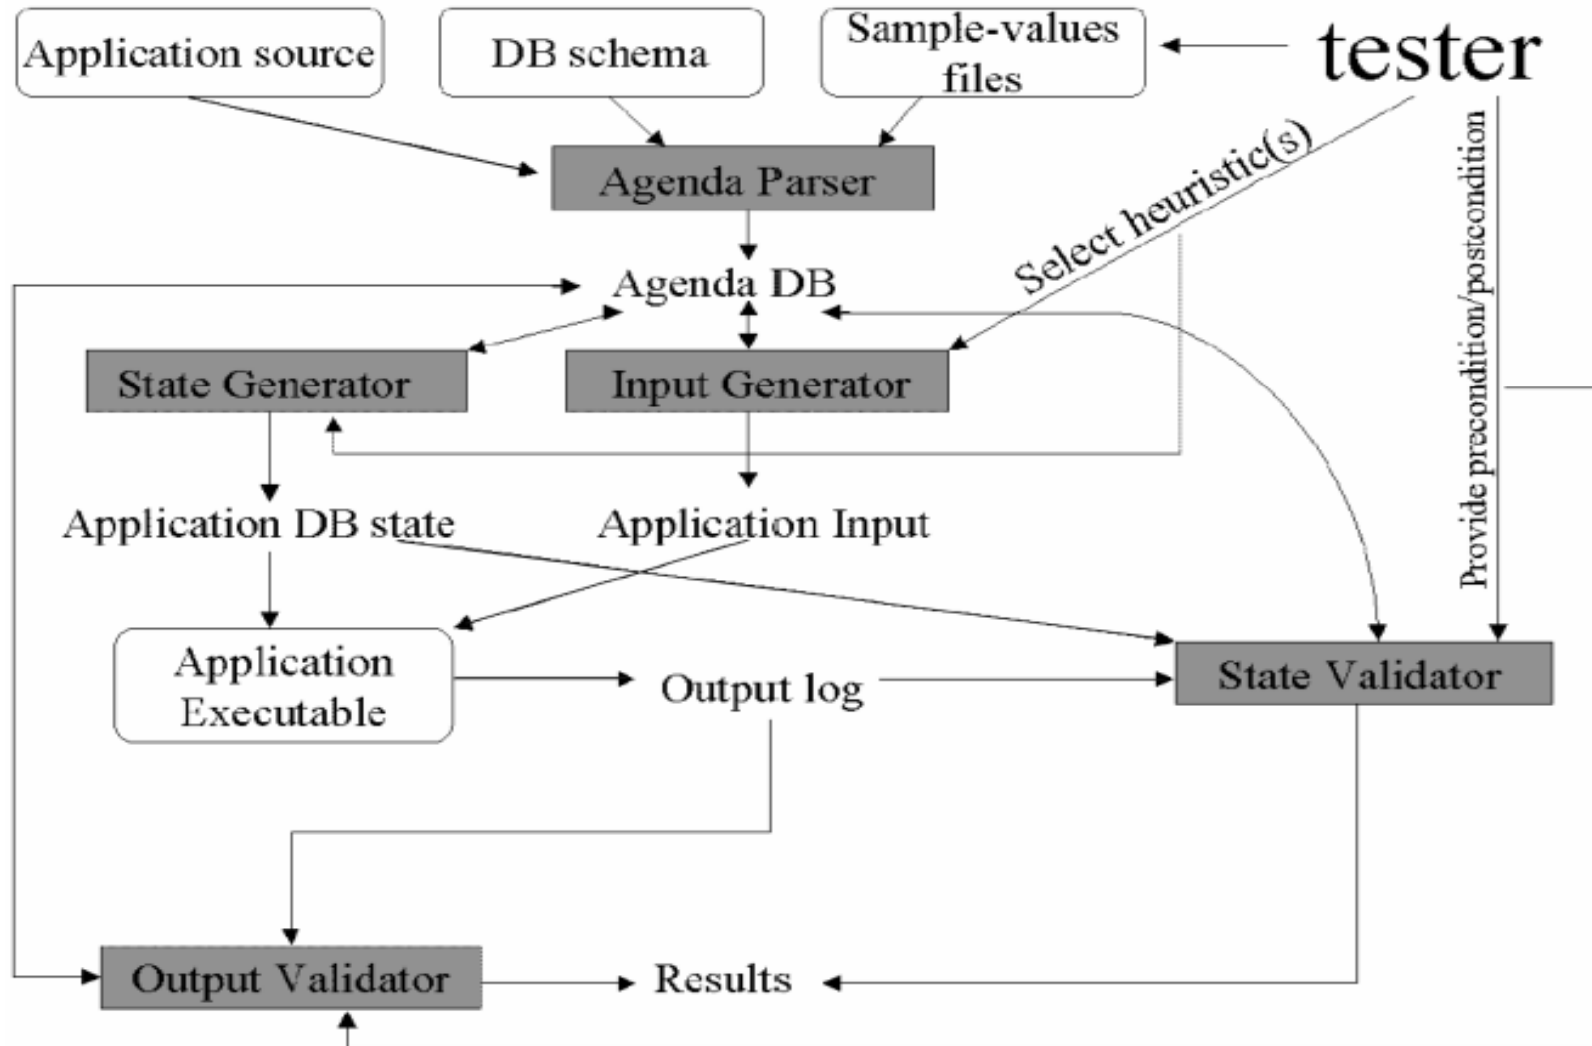 Application source
DB schema
Sample-values
files
tester
Agenda Parser
Select heuristic(s)
Provide precondition/postcondition
Agenda DB
State Generator
Input Generator
Application DB state
Application Input
Application
Executable
Output log
State Validator
Output Validator
Results